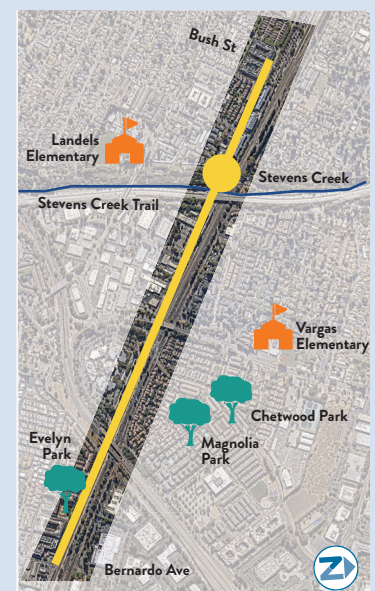 Bush St
Landels
Elementary
Stevens Creek
Stevens Creek Trail
Vargas
Elementary
Chetwood Park
Magnolia
Park
Evelyn
Park
Bernardo Ave
Z